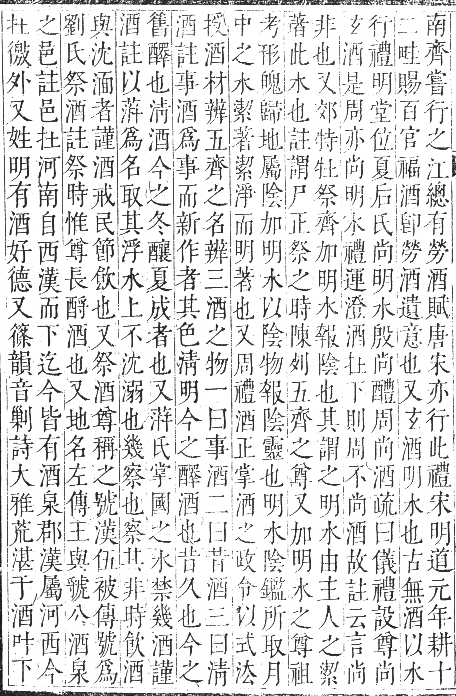 南齊嘗行之江總有勞酒賦唐宋亦行此禮宋明道元年耕十
二畦賜百官福酒卽勞酒遺意也又玄酒明水也古無酒以水
行禮明堂位夏后氏尚明水殷尚醴周尚酒疏曰儀禮設尊尚
玄酒是周亦尚明水禮運澄酒在下則周不尚酒故註云言尚
非也又郊特牲祭齊加明水報陰也其謂之明水由主人之絜
著此水也註謂尸正祭之時陳列五齊之尊又加明水之尊祖
考形魄歸地屬陰加明水以陰物報陰靈也明水陰鑑所取月
中之水絜著絜淨而明著也又周禮酒正掌酒之政令以式法
授酒材辨五齊之名辨三酒之物一曰事酒二曰昔酒三曰淸
酒註事酒爲事而新作者其色淸明今之醳酒也昔久也今之
舊醳也淸酒今之冬釀夏成者也又蓱氏掌國之水禁幾酒謹
酒註以蓱爲名取其浮水上不沈溺也幾察也察其非時飮酒
與沈湎者謹酒戒民節飮也又祭酒尊稱之號漢伍被傳號爲
劉氏祭酒註祭時惟尊長酹酒也又地名左傳王與虢公酒泉
之邑註邑在河南自西漢而下迄今皆有酒泉郡漢屬河西今
在徼外又姓明有酒好德又篠韻音剿詩大雅荒湛于酒叶下